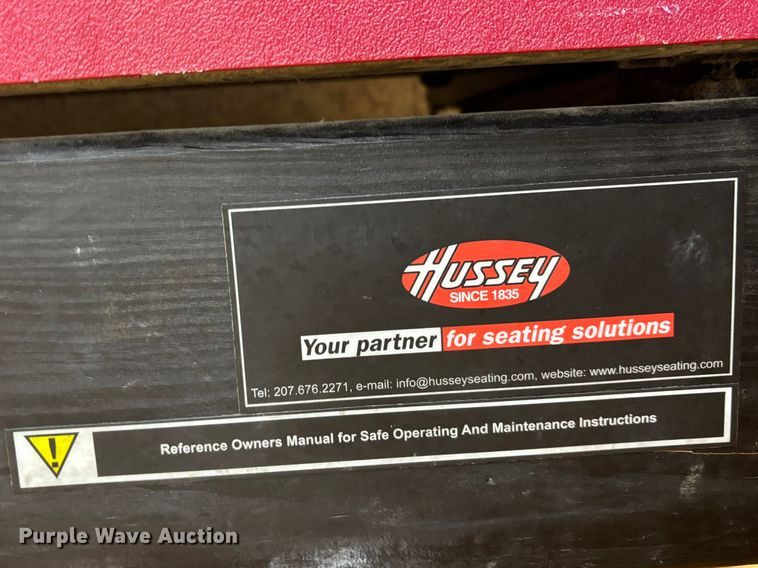 HUSSEY
SINCE 1835
Your partner for seating solutions
Tel: 207.676.2271, e-mail: info@husseyseating.com, website: www.husseyseating.com
!
Reference Owners Manual for Safe Operating And Maintenance Instructions
Purple Wave Auction